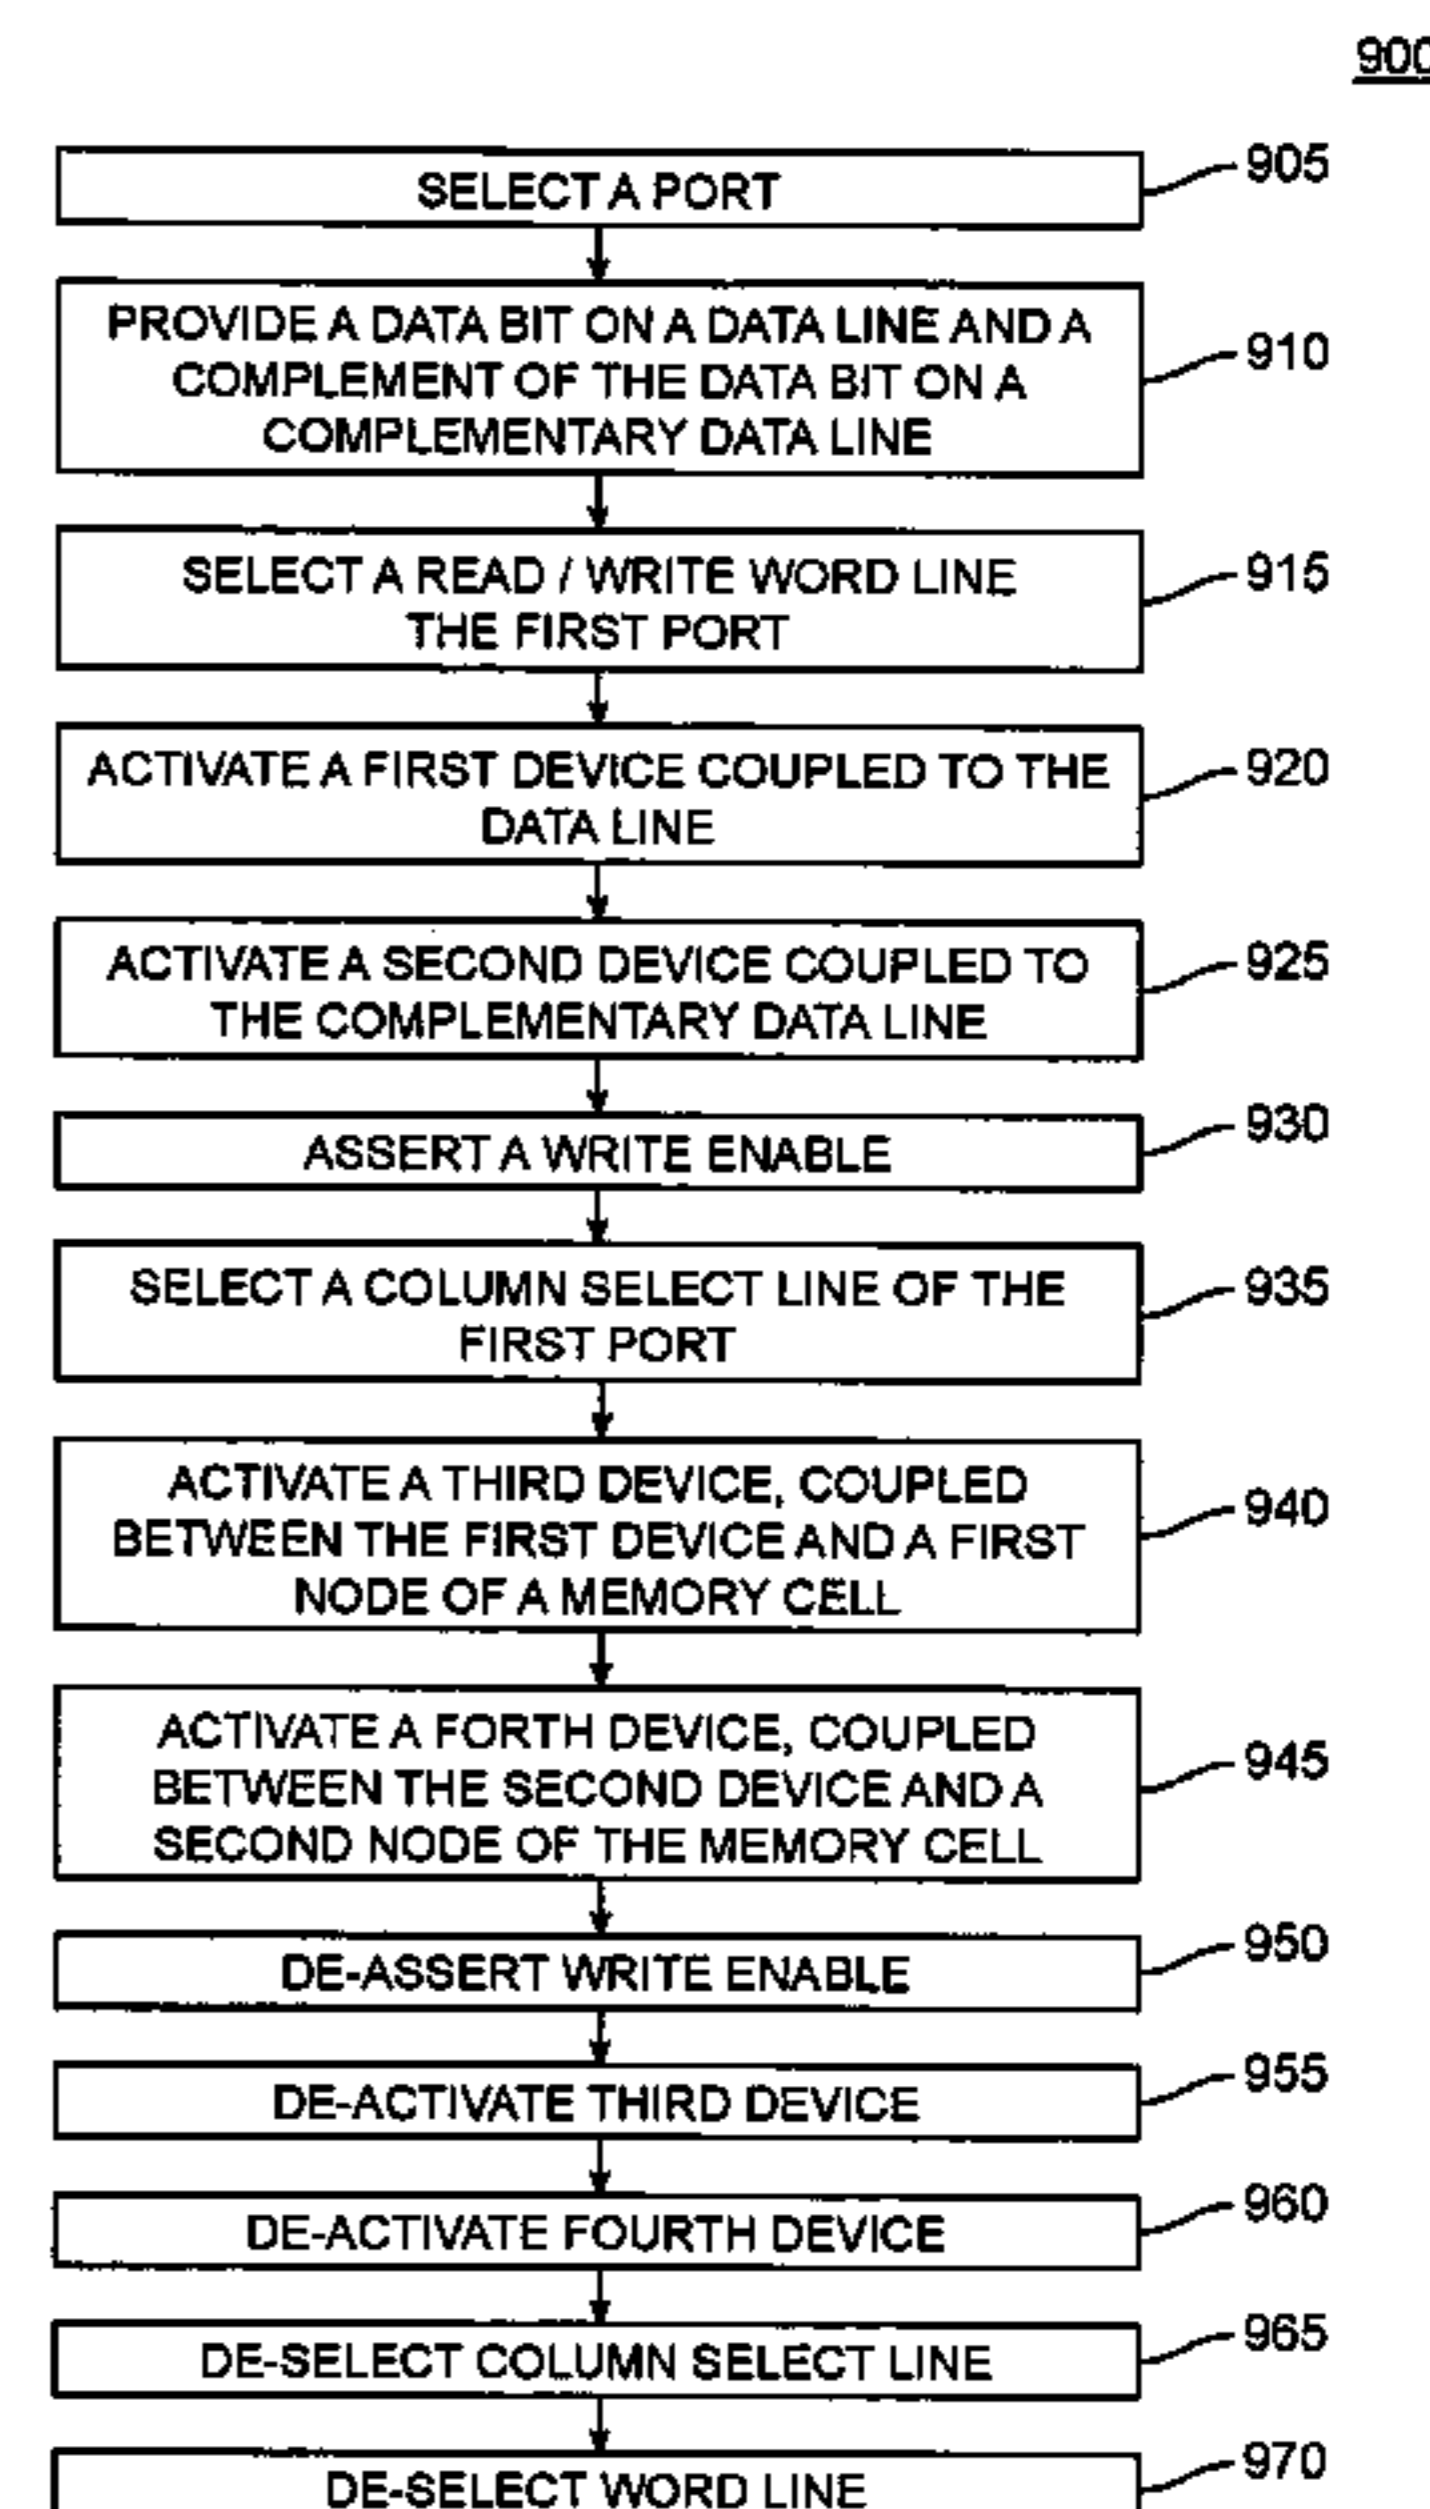 900
SELECT A PORT
905
PROVIDE A DATA BIT ON A DATA LINE AND A
COMPLEMENT OF THE DATA BIT ON A
COMPLEMENTARY DATA LINE
910
SELECT A READ / WRITE WORD LINE
THE FIRST PORT
915
ACTIVATE A FIRST DEVICE COUPLED TO THE
DATA LINE
920
ACTIVATE A SECOND DEVICE COUPLED TO
THE COMPLEMENTARY DATA LINE
925
ASSERT A WRITE ENABLE
930
SELECT A COLUMN SELECT LINE OF THE
FIRST PORT
935
ACTIVATE A THIRD DEVICE, COUPLED
BETWEEN THE FIRST DEVICE AND A FIRST
NODE OF A MEMORY CELL
940
ACTIVATE A FORTH DEVICE, COUPLED
BETWEEN THE SECOND DEVICE AND A
SECOND NODE OF THE MEMORY CELL
945
DE-ASSERT WRITE ENABLE
950
DE-ACTIVATE THIRD DEVICE
955
DE-ACTIVATE FOURTH DEVICE
960
DE-SELECT COLUMN SELECT LINE
965
DE-SELECT WORD LINE
970